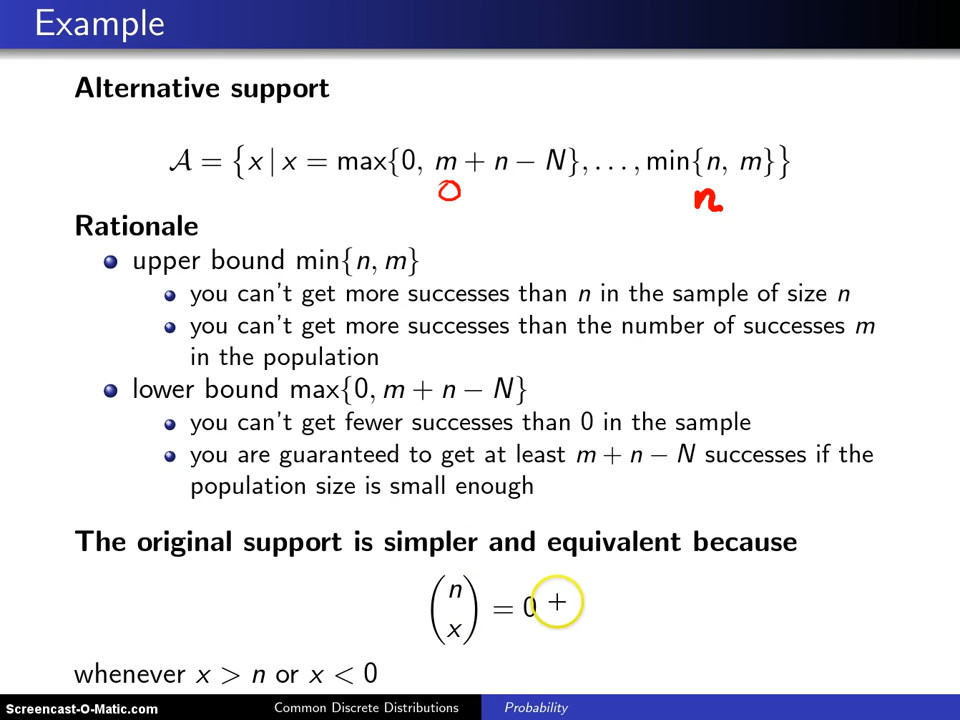 Example
Alternative support
𝒜 = {x | x = max{0, m + n − N}, . . . , min{n, m}}
0 n
Rationale
upper bound min{n, m}
you can't get more successes than n in the sample of size n
you can't get more successes than the number of successes m
in the population
lower bound max{0, m + n − N}
you can't get fewer successes than 0 in the sample
you are guaranteed to get at least m + n − N successes if the
population size is small enough
The original support is simpler and equivalent because
(n
x) = 0 +
whenever x > n or x < 0
Screencast-O-Matic.com Common Discrete Distributions Probability